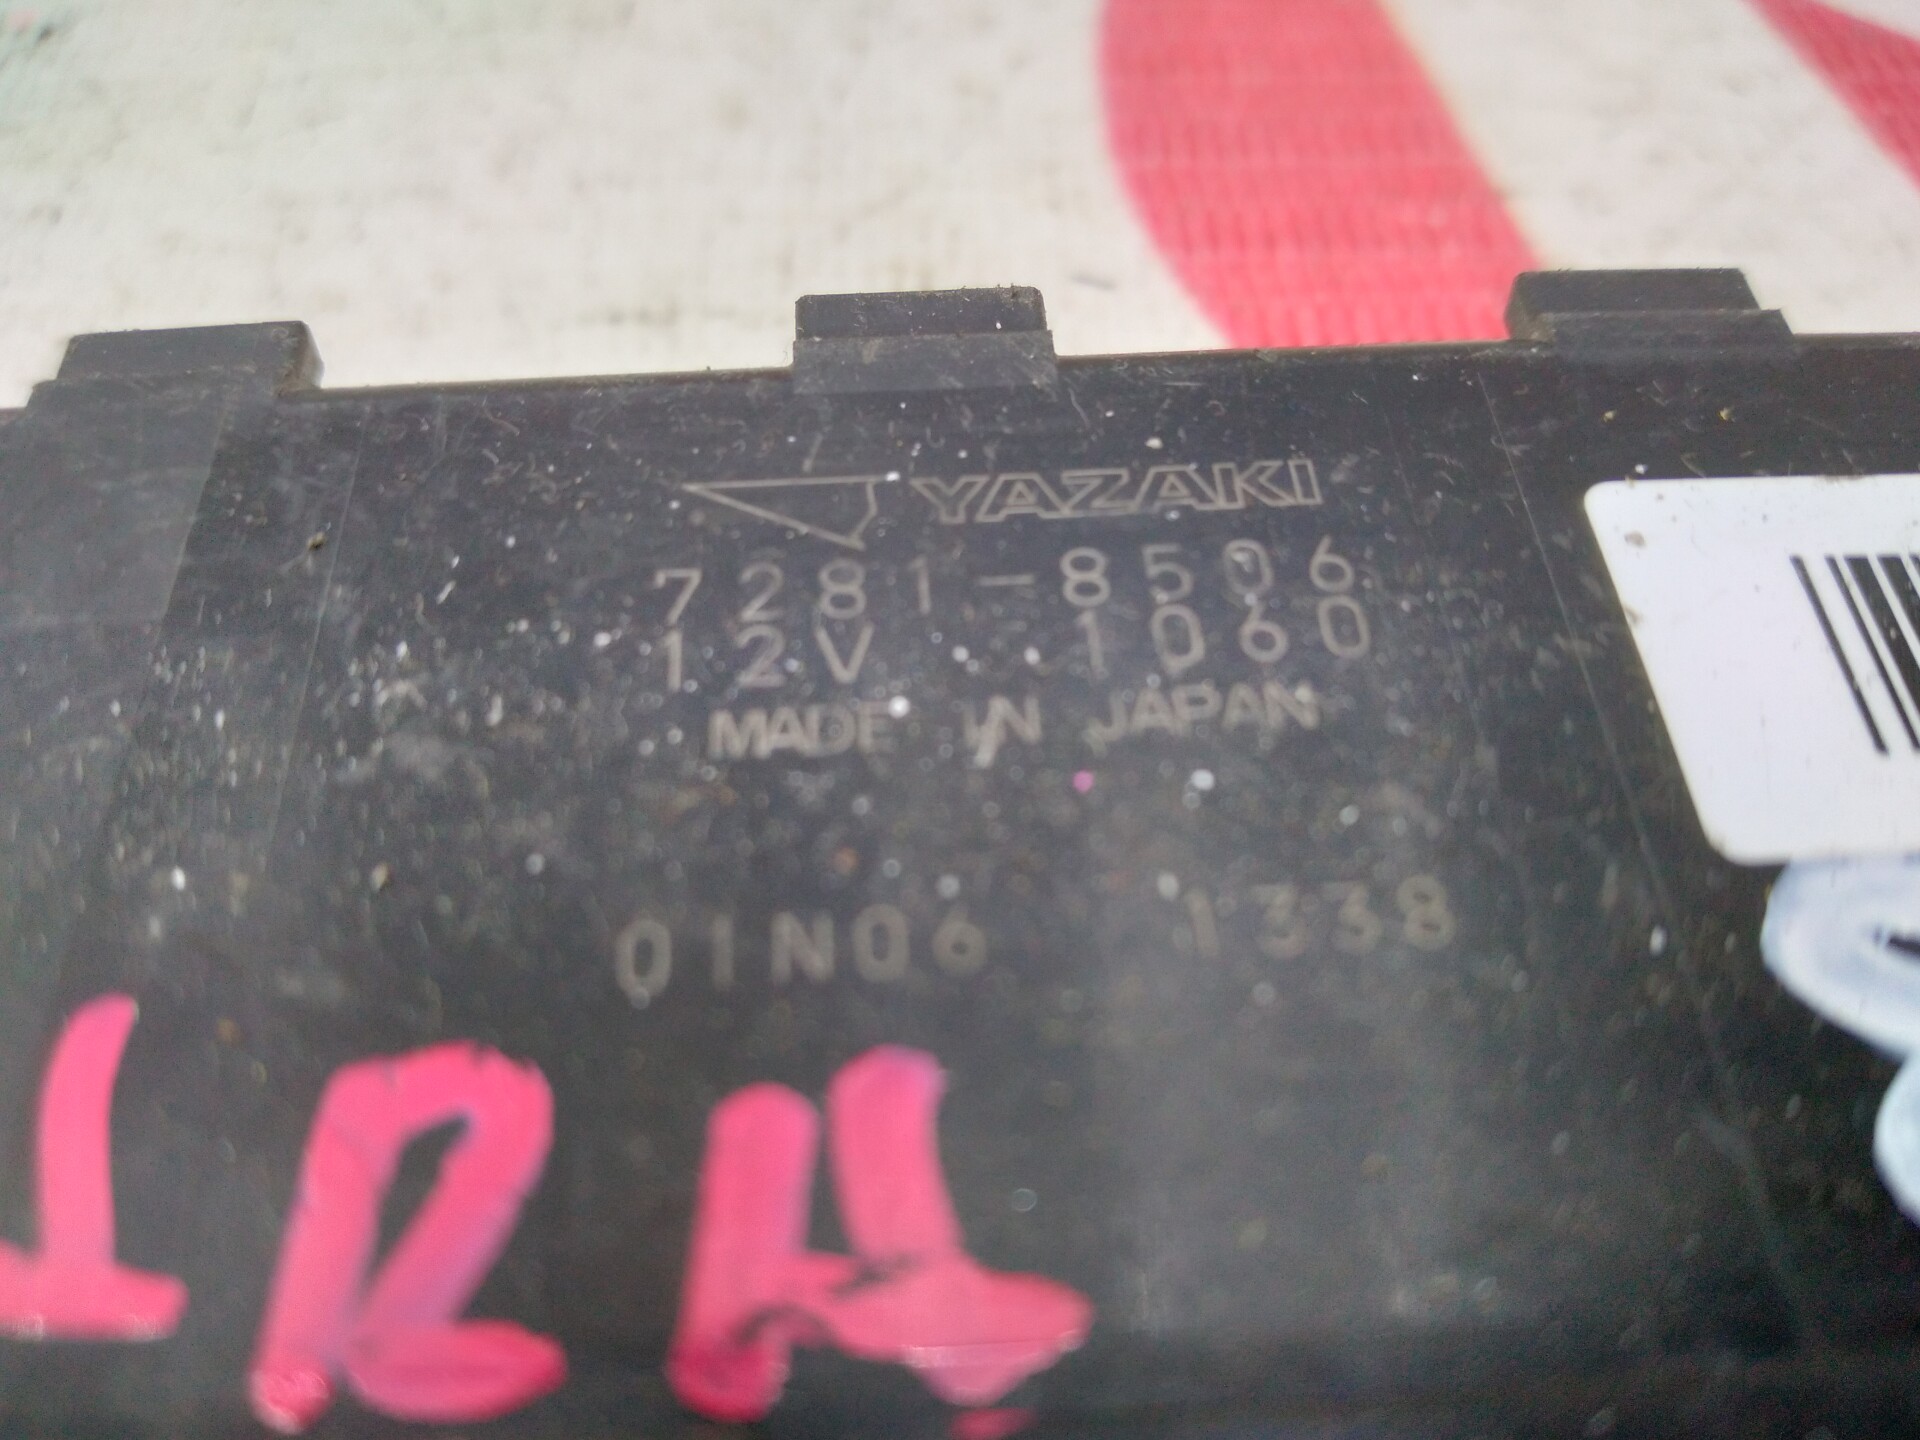 YAZAKI
7281-8506
12V 1060
MADE IN JAPAN
01N06 1338